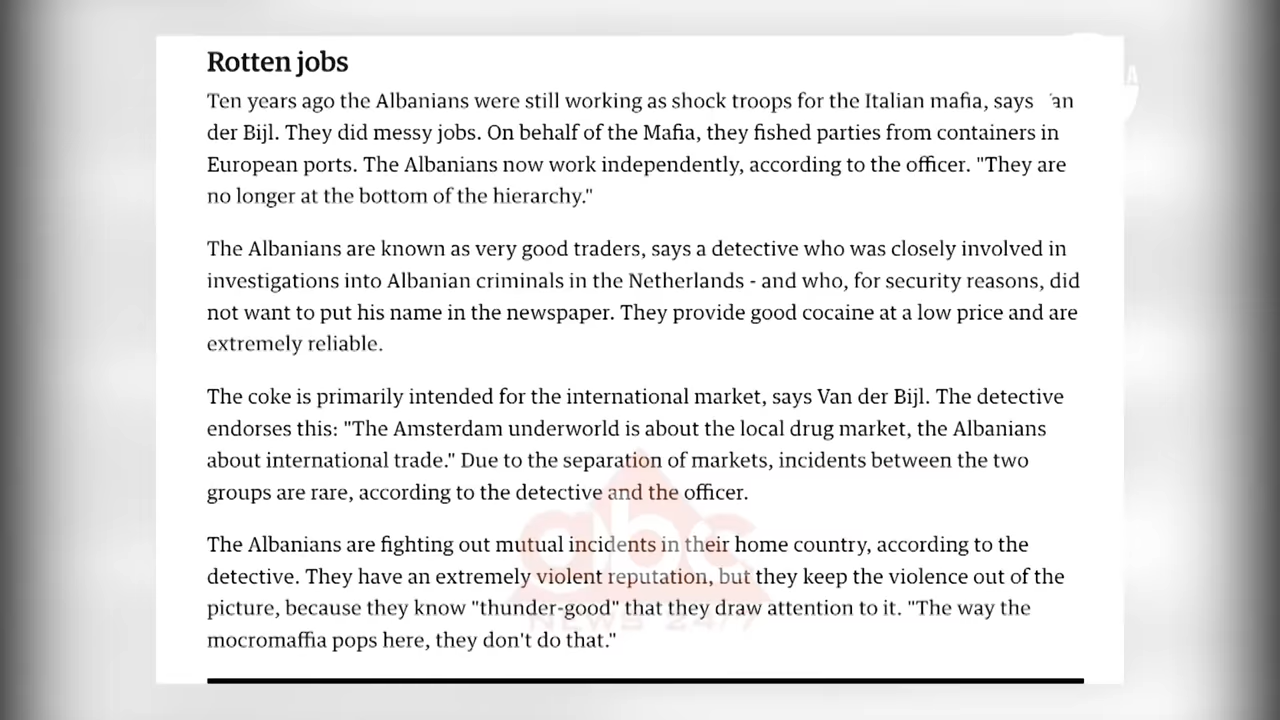 Rotten jobs
Ten years ago the Albanians were still working as shock troops for the Italian mafia, says an
der Bijl. They did messy jobs. On behalf of the Mafia, they fished parties from containers in
European ports. The Albanians now work independently, according to the officer. "They are
no longer at the bottom of the hierarchy."
The Albanians are known as very good traders, says a detective who was closely involved in
investigations into Albanian criminals in the Netherlands - and who, for security reasons, did
not want to put his name in the newspaper. They provide good cocaine at a low price and are
extremely reliable.
The coke is primarily intended for the international market, says Van der Bijl. The detective
endorses this: "The Amsterdam underworld is about the local drug market, the Albanians
about international trade." Due to the separation of markets, incidents between the two
groups are rare, according to the detective and the officer.
The Albanians are fighting out mutual incidents in their home country, according to the
detective. They have an extremely violent reputation, but they keep the violence out of the
picture, because they know "thunder-good" that they draw attention to it. "The way the
mocromaffia pops here, they don't do that."
abc
NEWS 24/7